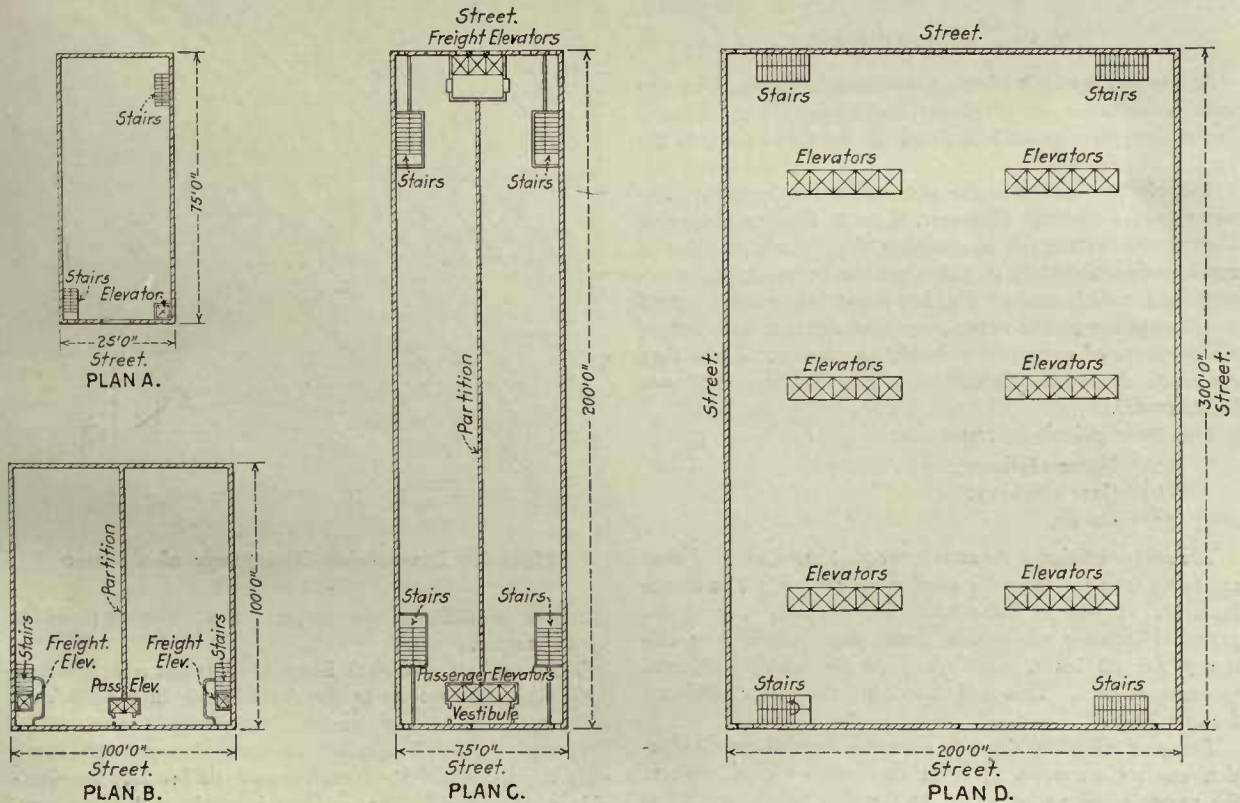 Stairs
75'0"
Stairs
Elevator
25'0"
Street.
PLAN A.
Partition
100'0"
Stairs
Freight.
Elev.
Pass. Elev.
Freight
Elev.
Stairs
100'0"
Street.
PLAN B.
Street.
Freight Elevators
Stairs
Stairs
Partition
200'0"
Stairs
Stairs
Passenger Elevators
Vestibule
75'0"
Street.
PLAN C.
Street.
Stairs
Stairs
Elevators
Elevators
Street.
Elevators
Elevators
300'0"
Street.
Elevators
Elevators
Stairs
Stairs
200'0"
Street.
PLAN D.